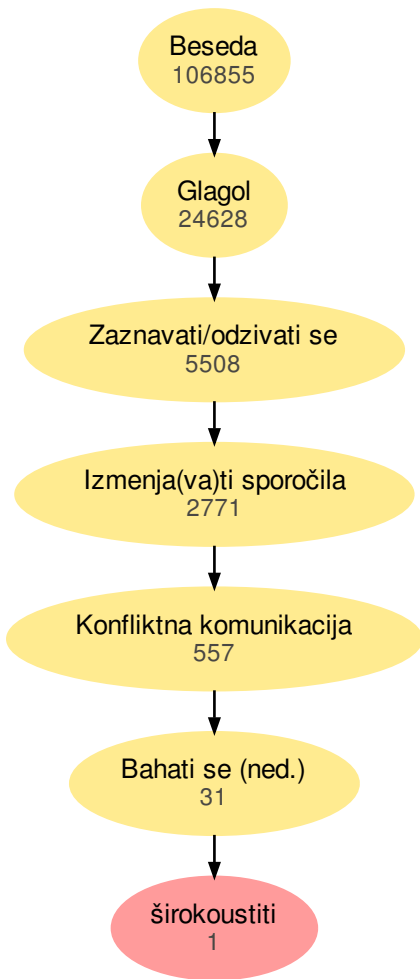 Beseda
106855
Glagol
24628
Zaznavati/odzivati se
5508
Izmenja(va)ti sporočila
2771
Konfliktna komunikacija
557
Bahati se (ned.)
31
širokoustiti
1